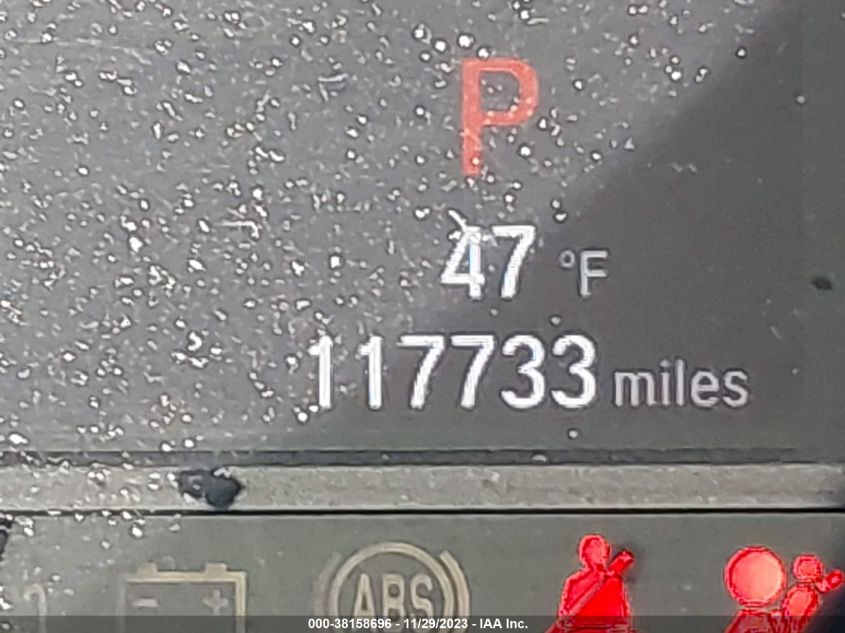 P
47 °F
117733 miles
ABS
000-38158696 - 11/29/2023 - IAA Inc.